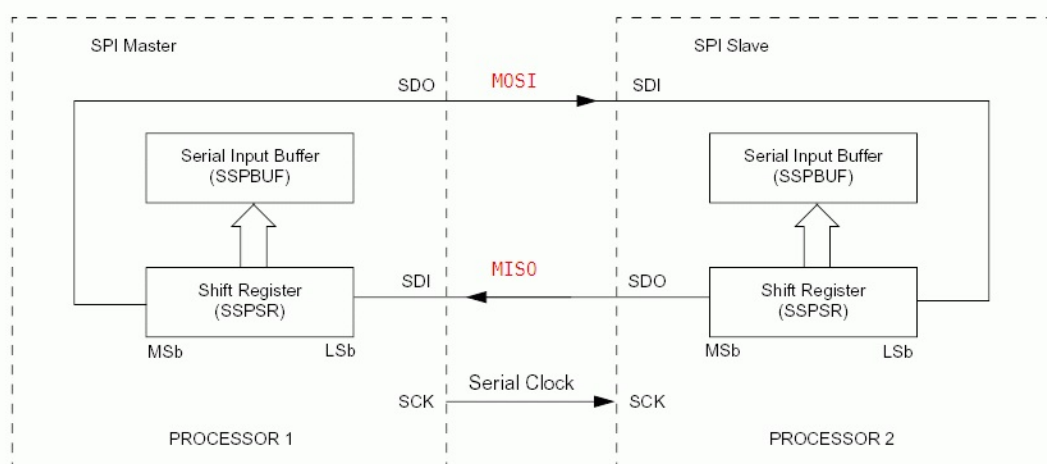 SPI Master
SPI Slave
SDO
MOSI
SDI
Serial Input Buffer
(SSPBUF)
Serial Input Buffer
(SSPBUF)
SDI
MISO
SDO
Shift Register
(SSPSR)
Shift Register
(SSPSR)
MSb
LSb
MSb
LSb
SCK
Serial Clock
SCK
PROCESSOR 1
PROCESSOR 2